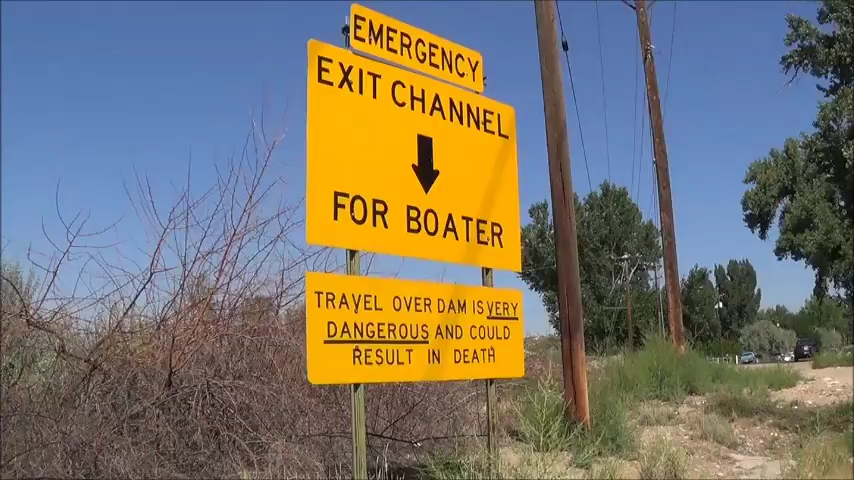 EMERGENCY
EXIT CHANNEL
FOR BOATER
TRAVEL OVER DAM IS VERY
DANGEROUS AND COULD
RESULT IN DEATH